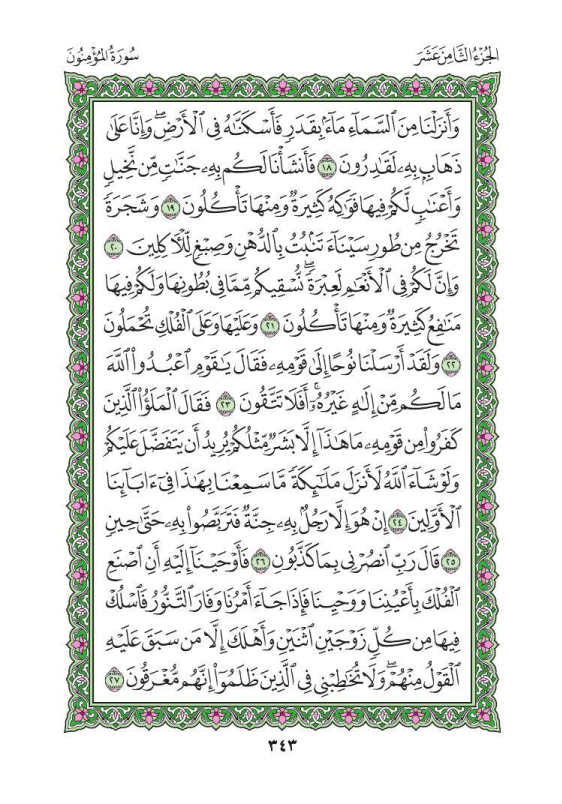 الجُزْءُ الثَّامِنَ عَشَرَ
سُورَةُ المُؤْمِنُونَ
وَأَنزَلْنَا مِنَ ٱلسَّمَآءِ مَآءَۢ بِقَدَرٍ فَأَسْكَنَّٰهُ فِى ٱلْأَرْضِۖ وَإِنَّا عَلَىٰ
ذَهَابِۭ بِهِۦ لَقَٰدِرُونَ ١٨ فَأَنشَأْنَا لَكُم بِهِۦ جَنَّٰتٍ مِّن نَّخِيلٍ
وَأَعْنَٰبٍ لَّكُمْ فِيهَا فَوَٰكِهُ كَثِيرَةٌ وَمِنْهَا تَأْكُلُونَ ١٩ وَشَجَرَةً
تَخْرُجُ مِن طُورِ سَيْنَآءَ تَنۢبُتُ بِٱلدُّهْنِ وَصِبْغٍ لِّلْـَٔاكِلِينَ ٢٠
وَإِنَّ لَكُمْ فِى ٱلْأَنْعَٰمِ لَعِبْرَةًۖ نُّسْقِيكُم مِّمَّا فِى بُطُونِهَا وَلَكُمْ فِيهَا
مَنَٰفِعُ كَثِيرَةٌ وَمِنْهَا تَأْكُلُونَ ٢١ وَعَلَيْهَا وَعَلَى ٱلْفُلْكِ تُحْمَلُونَ
٢٢ وَلَقَدْ أَرْسَلْنَا نُوحًا إِلَىٰ قَوْمِهِۦ فَقَالَ يَٰقَوْمِ ٱعْبُدُوا۟ ٱللَّهَ
مَا لَكُم مِّنْ إِلَٰهٍ غَيْرُهُۥٓۚ أَفَلَا تَتَّقُونَ ٢٣ فَقَالَ ٱلْمَلَؤُا۟ ٱلَّذِينَ
كَفَرُوا۟ مِن قَوْمِهِۦ مَا هَٰذَآ إِلَّا بَشَرٌ مِّثْلُكُمْ يُرِيدُ أَن يَتَفَضَّلَ عَلَيْكُمْ
وَلَوْ شَآءَ ٱللَّهُ لَأَنزَلَ مَلَٰٓئِكَةً مَّا سَمِعْنَا بِهَٰذَا فِىٓ ءَابَآئِنَا
ٱلْأَوَّلِينَ ٢٤ إِنْ هُوَ إِلَّا رَجُلٌۢ بِهِۦ جِنَّةٌ فَتَرَبَّصُوا۟ بِهِۦ حَتَّىٰ حِينٍ
٢٥ قَالَ رَبِّ ٱنصُرْنِى بِمَا كَذَّبُونِ ٢٦ فَأَوْحَيْنَآ إِلَيْهِ أَنِ ٱصْنَعِ
ٱلْفُلْكَ بِأَعْيُنِنَا وَوَحْيِنَا فَإِذَا جَآءَ أَمْرُنَا وَفَارَ ٱلتَّنُّورُ فَٱسْلُكْ
فِيهَا مِن كُلٍّ زَوْجَيْنِ ٱثْنَيْنِ وَأَهْلَكَ إِلَّا مَن سَبَقَ عَلَيْهِ
ٱلْقَوْلُ مِنْهُمْۖ وَلَا تُخَٰطِبْنِى فِى ٱلَّذِينَ ظَلَمُوٓا۟ إِنَّهُم مُّغْرَقُونَ ٢٧
٣٤٣